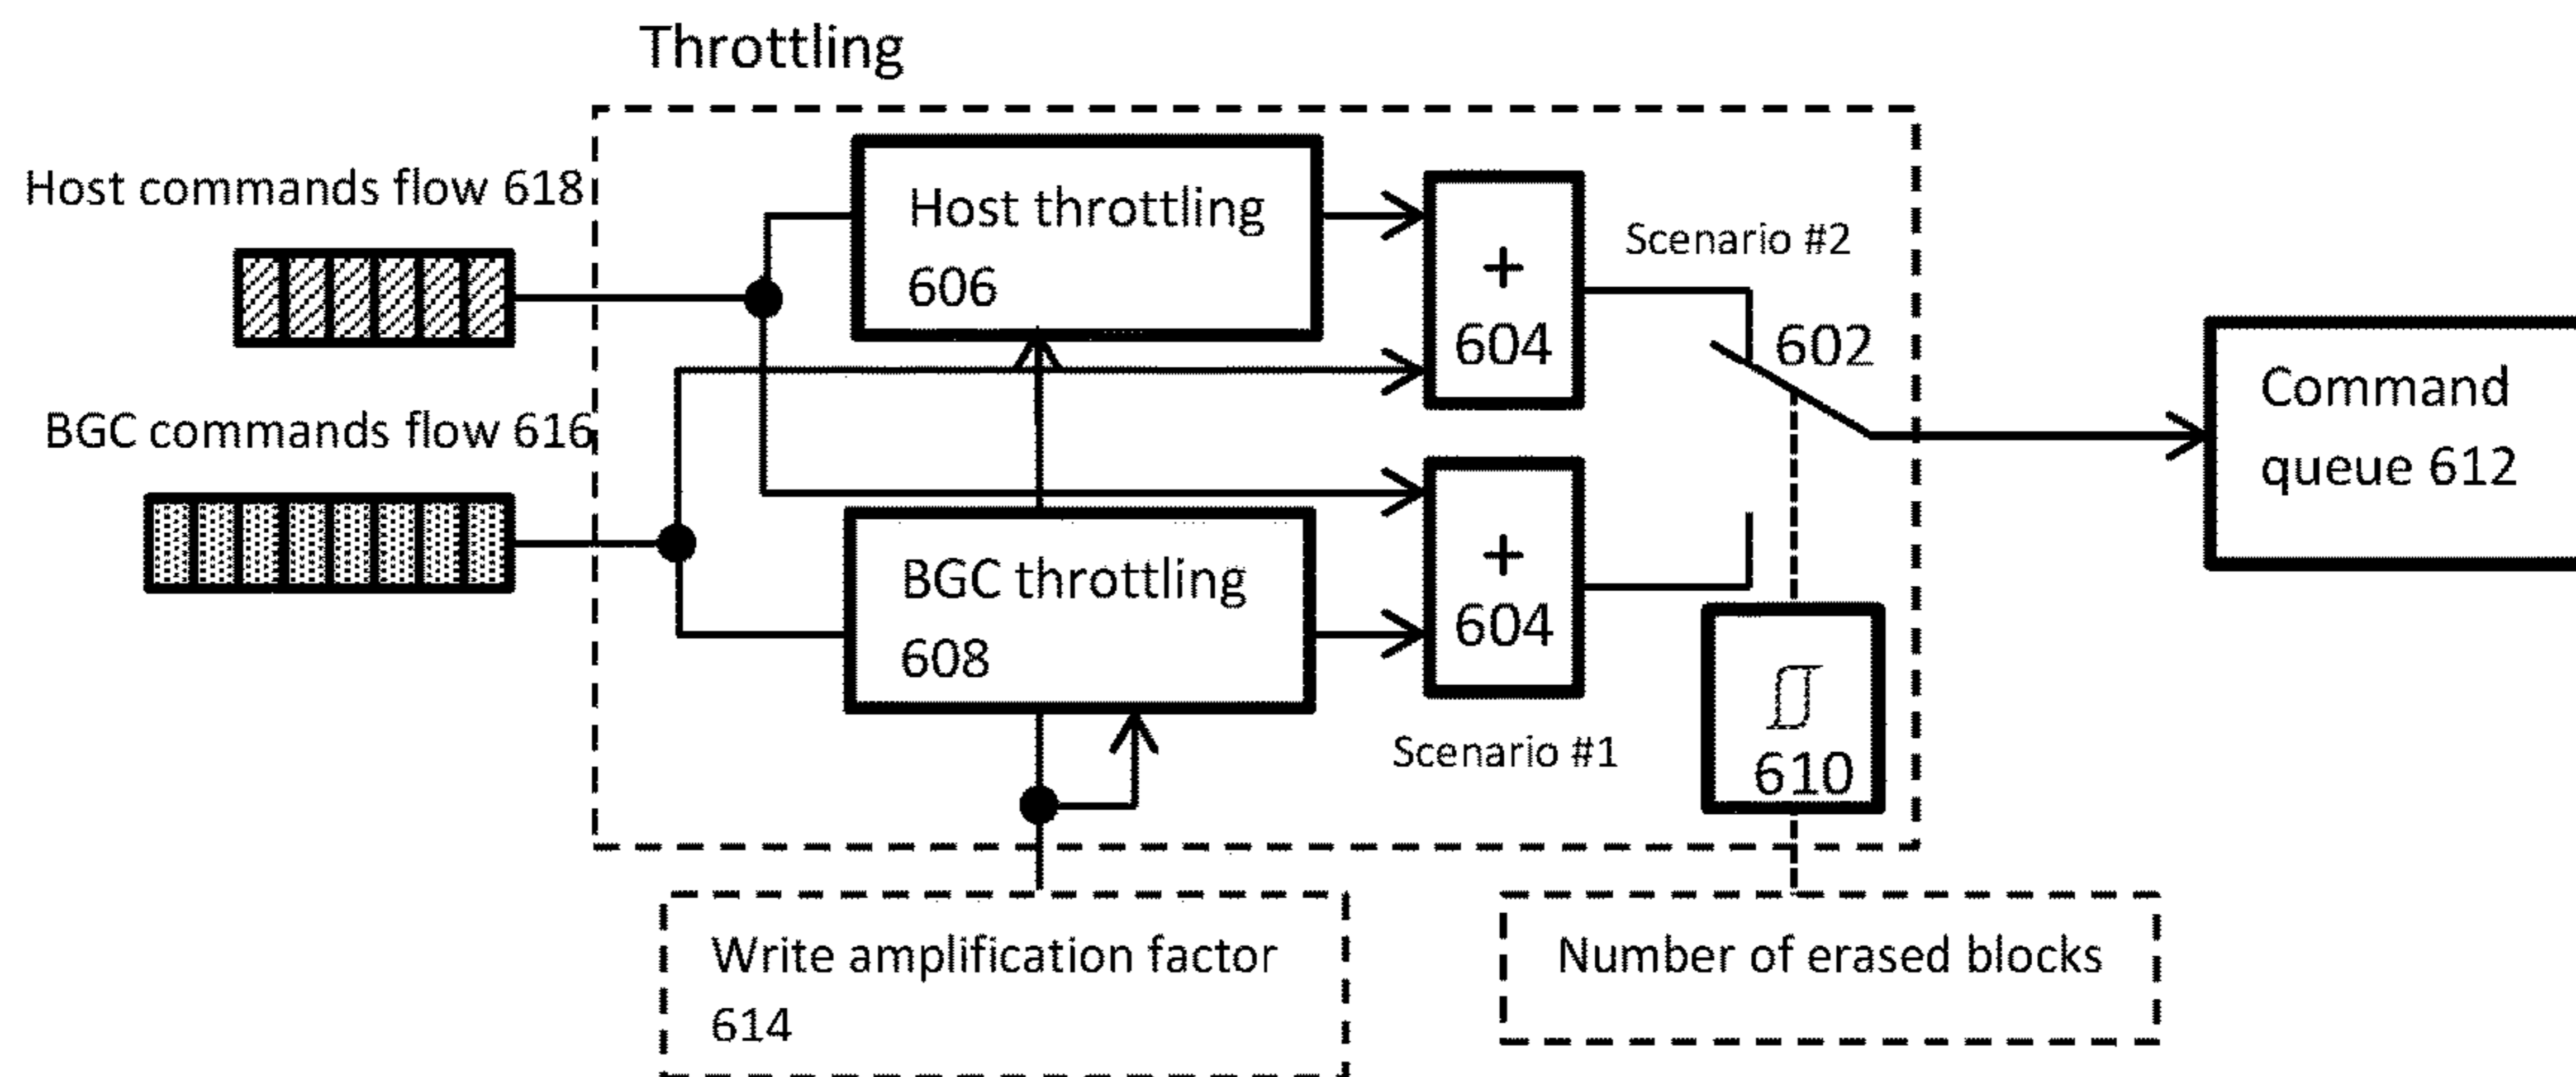 Throttling
Host commands flow 618
Host throttling
606
+
604
Scenario #2
602
Command
queue 612
BGC commands flow 616
BGC throttling
608
+
604
Scenario #1
610
Write amplification factor
614
Number of erased blocks